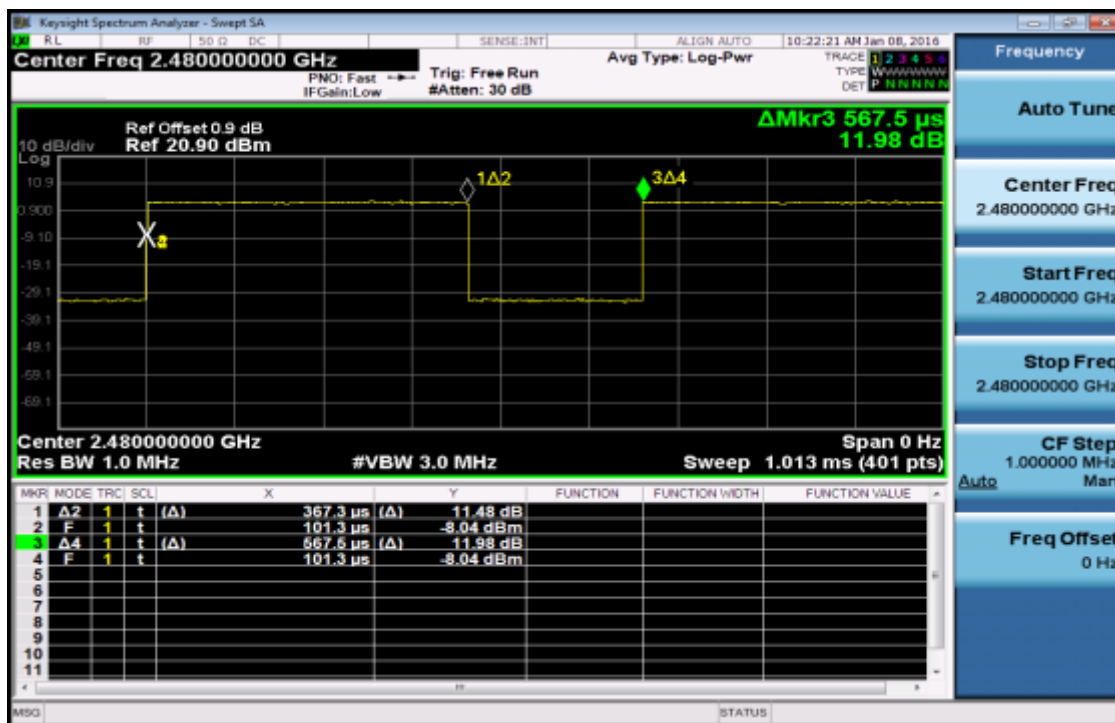 Keysight Spectrum Analyzer - Swept SA
RL RF 50 Ω DC SENSE:INT ALIGN AUTO 10:22:21 AM Jan 08, 2016
Center Freq 2.480000000 GHz
PNO: Fast
IFGain:Low
Trig: Free Run
#Atten: 30 dB
Avg Type: Log-Pwr
TRACE 1 2 3 4 5 6
TYPE WWWWWW
DET P N N N N N
Frequency
Auto Tune
Center Freq
2.480000000 GHz
Start Freq
2.480000000 GHz
Stop Freq
2.480000000 GHz
CF Step
1.000000 MHz
Auto Man
Freq Offset
0 Hz
ΔMkr3 567.5 µs
11.98 dB
Ref Offset 0.9 dB
10 dB/div Ref 20.90 dBm
Log
10.9
0.900
-9.10
-19.1
-29.1
-39.1
-49.1
-59.1
-69.1
1Δ2
3Δ4
X
Center 2.480000000 GHz Span 0 Hz
Res BW 1.0 MHz #VBW 3.0 MHz Sweep 1.013 ms (401 pts)
MKR MODE TRC SCL X Y FUNCTION FUNCTION WIDTH FUNCTION VALUE
1 Δ2 1 t (Δ) 367.3 µs (Δ) 11.48 dB
2 F 1 t 101.3 µs -8.04 dBm
3 Δ4 1 t (Δ) 567.5 µs (Δ) 11.98 dB
4 F 1 t 101.3 µs -8.04 dBm
5
6
7
8
9
10
11
MSG STATUS